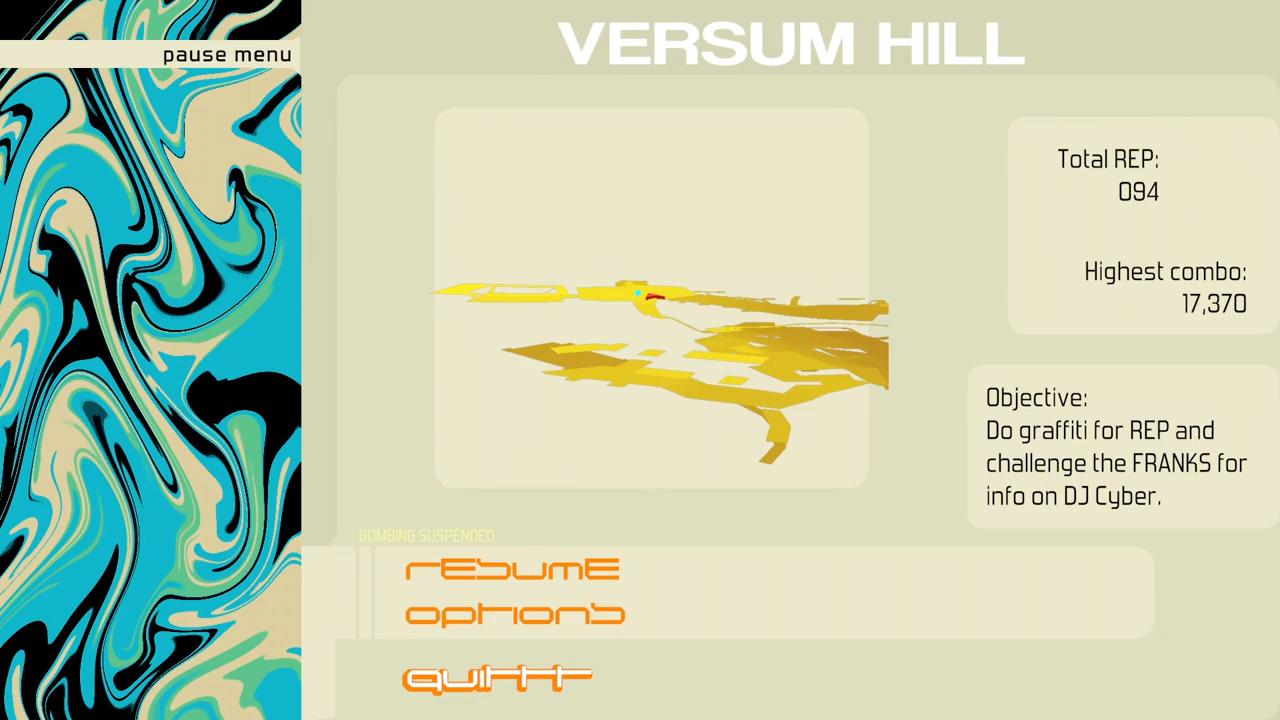 pause menu
VERSUM HILL
Total REP:
094
Highest combo:
17,370
Objective:
Do graffiti for REP and
challenge the FRANKS for
info on DJ Cyber.
BOMBING SUSPENDED
rEsumE
options
quittt